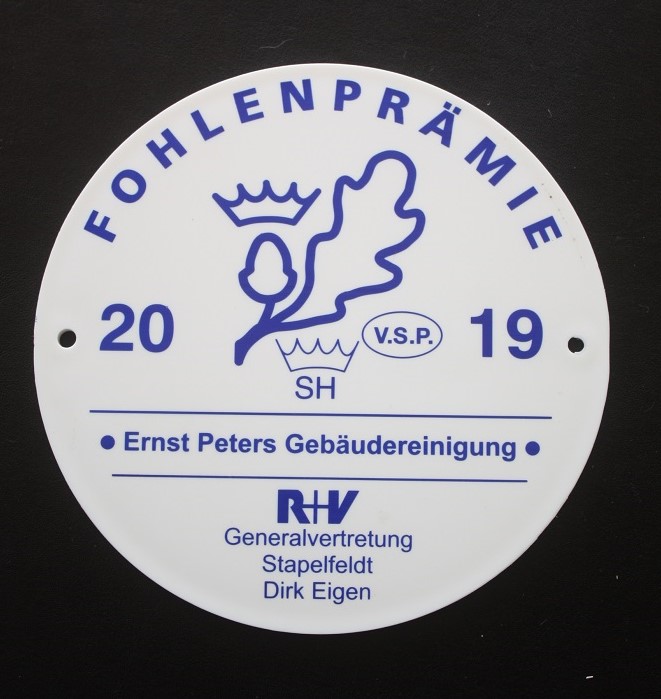 FOHLENPRÄMIE
20 19
V.S.P.
SH
• Ernst Peters Gebäudereinigung •
R+V
Generalvertretung
Stapelfeldt
Dirk Eigen